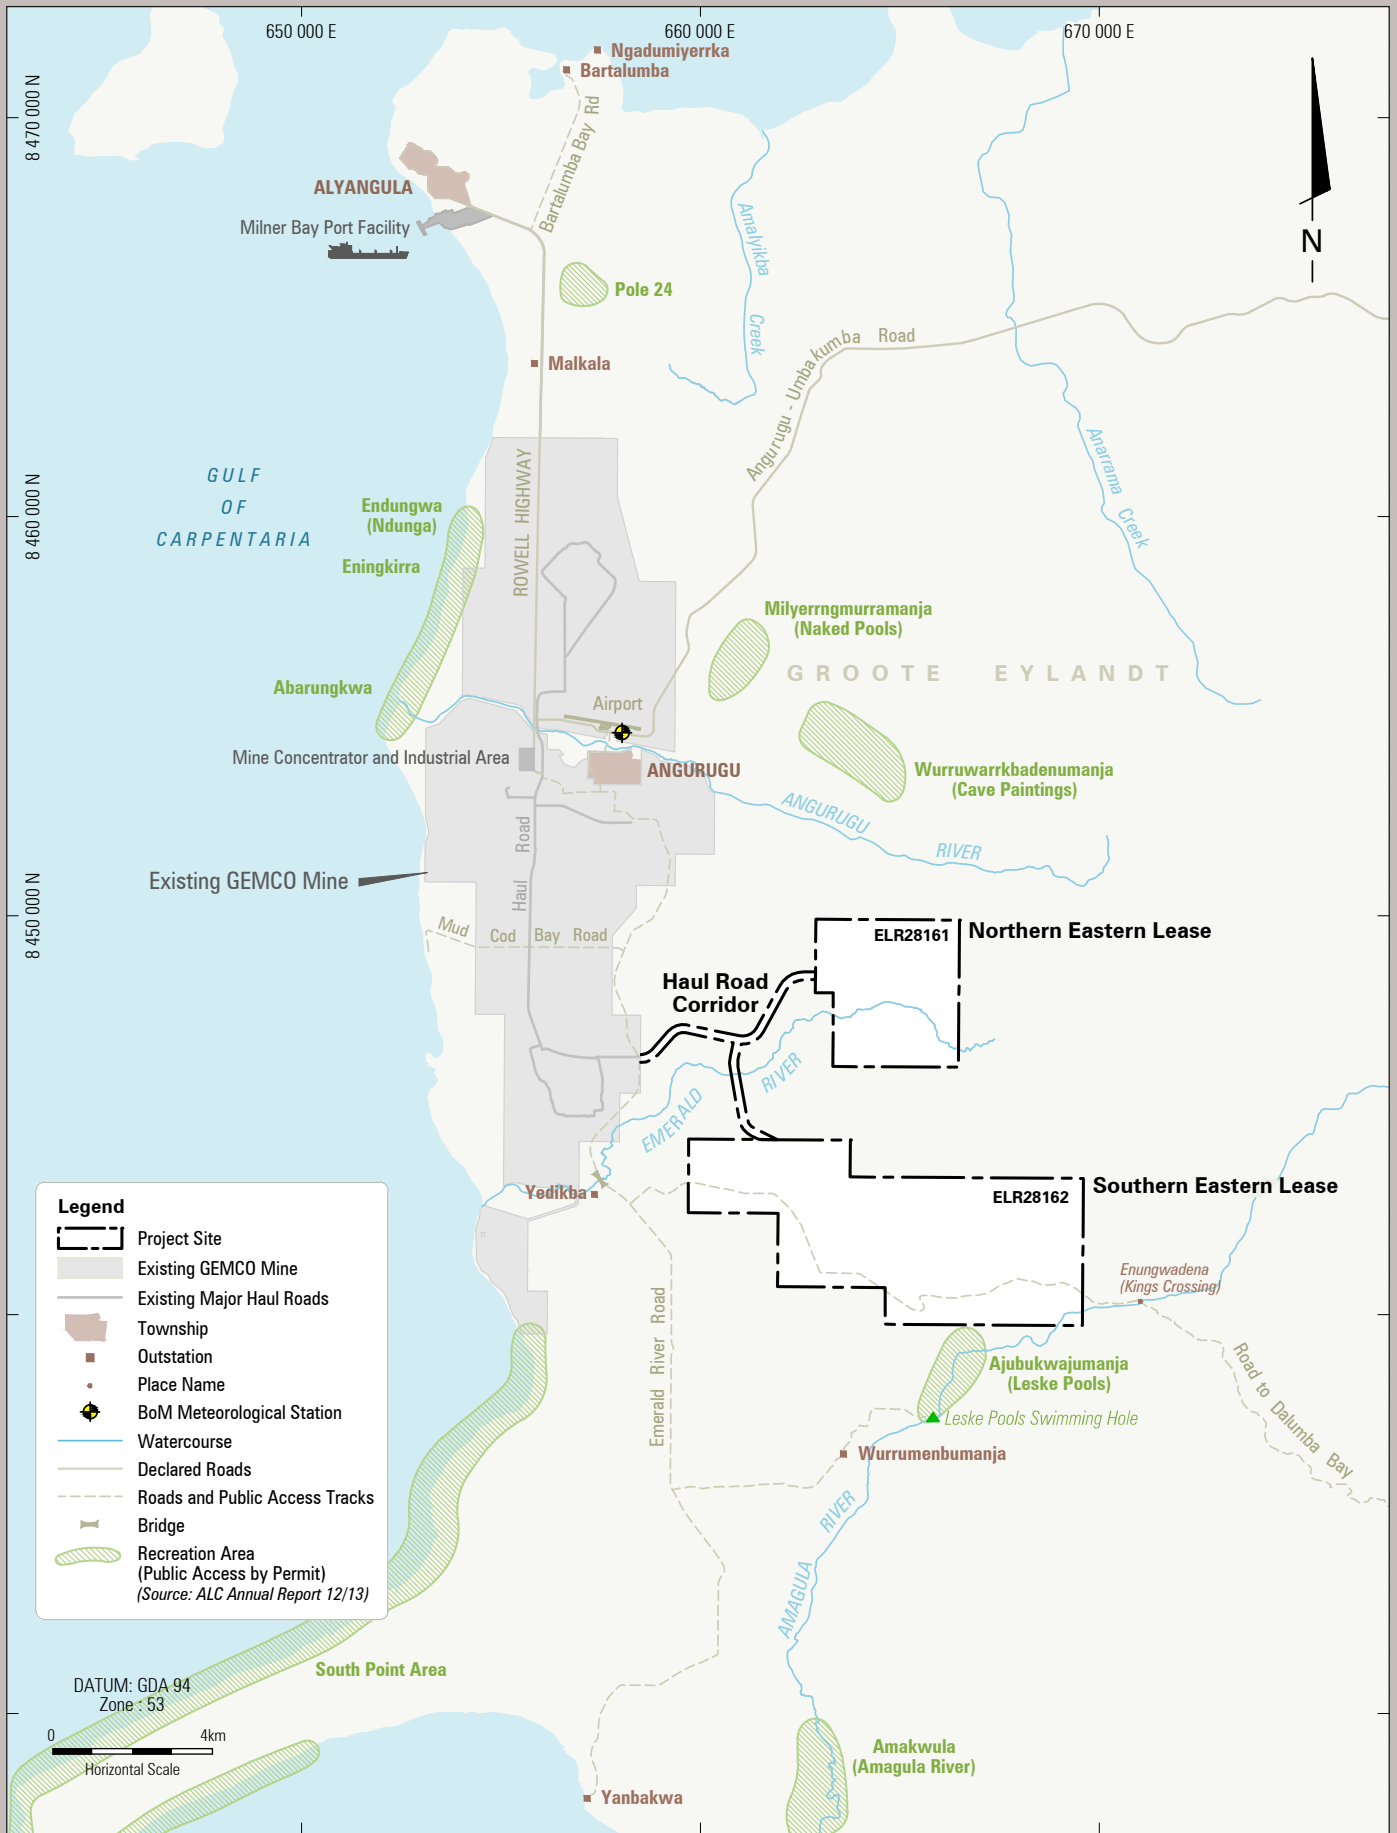 650 000 E
660 000 E
670 000 E
8 470 000 N
8 460 000 N
8 450 000 N
Ngadumiyerrka
Bartalumba
Bartalumba Bay Rd
ALYANGULA
Milner Bay Port Facility
Pole 24
Malkala
Amalyikba Creek
Angurugu - Umbakumba Road
Anarrama Creek
N
GULF
OF
CARPENTARIA
ROWELL HIGHWAY
Endungwa
(Ndunga)
Eningkirra
Abarungkwa
Milyerrngmurramanja
(Naked Pools)
GROOTE EYLANDT
Airport
Mine Concentrator and Industrial Area
ANGURUGU
Wurruwarrkbadenumanja
(Cave Paintings)
ANGURUGU RIVER
Haul Road
Existing GEMCO Mine
Mud Cod Bay Road
ELR28161
Northern Eastern Lease
Haul Road
Corridor
EMERALD RIVER
Yedikba
ELR28162
Southern Eastern Lease
Enungwadena
(Kings Crossing)
Emerald River Road
Ajubukwajumanja
(Leske Pools)
Leske Pools Swimming Hole
Road to Dalumba Bay
Wurrumenbumanja
AMAGULA RIVER
South Point Area
Amakwula
(Amagula River)
Yanbakwa
Legend
Project Site
Existing GEMCO Mine
Existing Major Haul Roads
Township
Outstation
Place Name
BoM Meteorological Station
Watercourse
Declared Roads
Roads and Public Access Tracks
Bridge
Recreation Area
(Public Access by Permit)
(Source: ALC Annual Report 12/13)
DATUM: GDA 94
Zone : 53
0 4km
Horizontal Scale